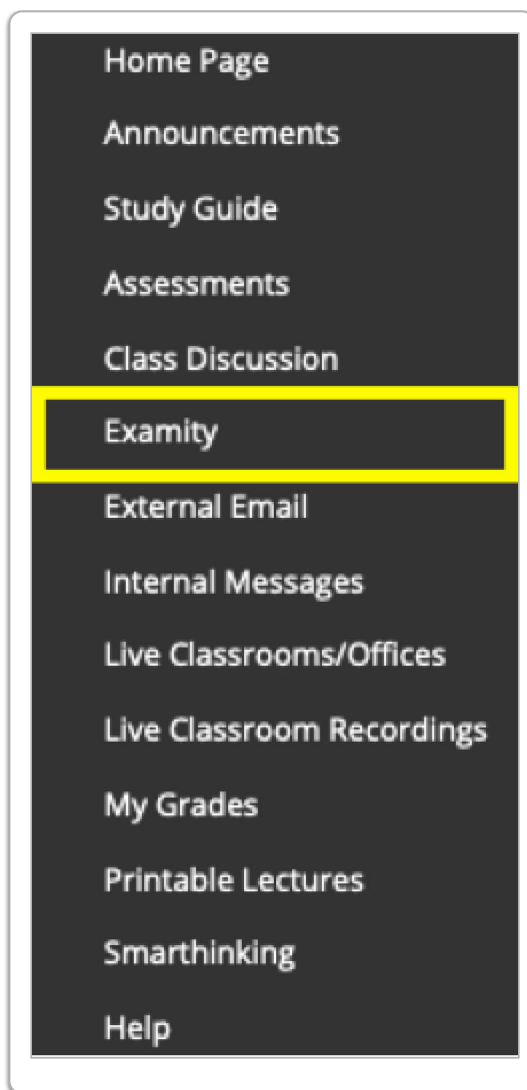 Home Page
Announcements
Study Guide
Assessments
Class Discussion
Examity
External Email
Internal Messages
Live Classrooms/Offices
Live Classroom Recordings
My Grades
Printable Lectures
Smarthinking
Help